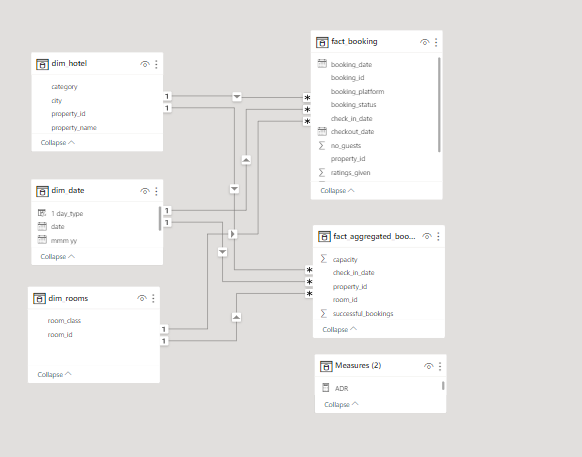 dim_hotel
category
city
property_id
property_name
Collapse
dim_date
1 day_type
date
mmm yy
Collapse
dim_rooms
room_class
room_id
Collapse
fact_booking
booking_date
booking_id
booking_platform
booking_status
check_in_date
checkout_date
no_guests
property_id
ratings_given
Collapse
fact_aggregated_boo...
capacity
check_in_date
property_id
room_id
successful_bookings
Collapse
Measures (2)
ADR
Collapse
1
1
1
1
1
1
*
*
*
*
*
*